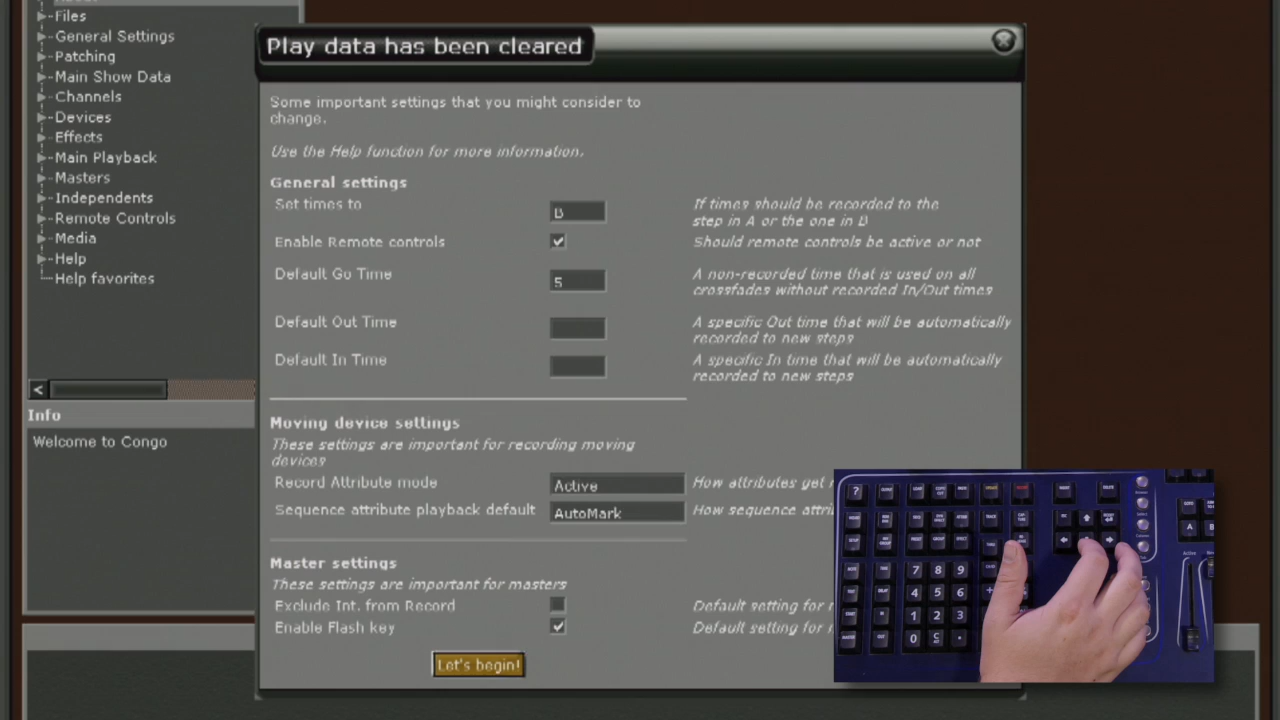 Files
General Settings
Patching
Main Show Data
Channels
Devices
Effects
Main Playback
Masters
Independents
Remote Controls
Media
Help
Help favorites
Info
Welcome to Congo
Play data has been cleared
Some important settings that you might consider to
change.
Use the Help function for more information.
General settings
Set times to
B
If times should be recorded to the
step in A or the one in B
Enable Remote controls
Should remote controls be active or not
Default Go Time
5
A non-recorded time that is used on all
crossfades without recorded In/Out times
Default Out Time
A specific Out time that will be automatically
recorded to new steps
Default In Time
A specific In time that will be automatically
recorded to new steps
Moving device settings
These settings are important for recording moving
devices
Record Attribute mode
Active
How attributes get
Sequence attribute playback default
AutoMark
How sequence attri
Master settings
These settings are important for masters
Exclude Int. from Record
Default setting for
Enable Flash key
Default setting for
Let's begin!
?
7 8 9
4 5 6
1 2 3
0 C
A B